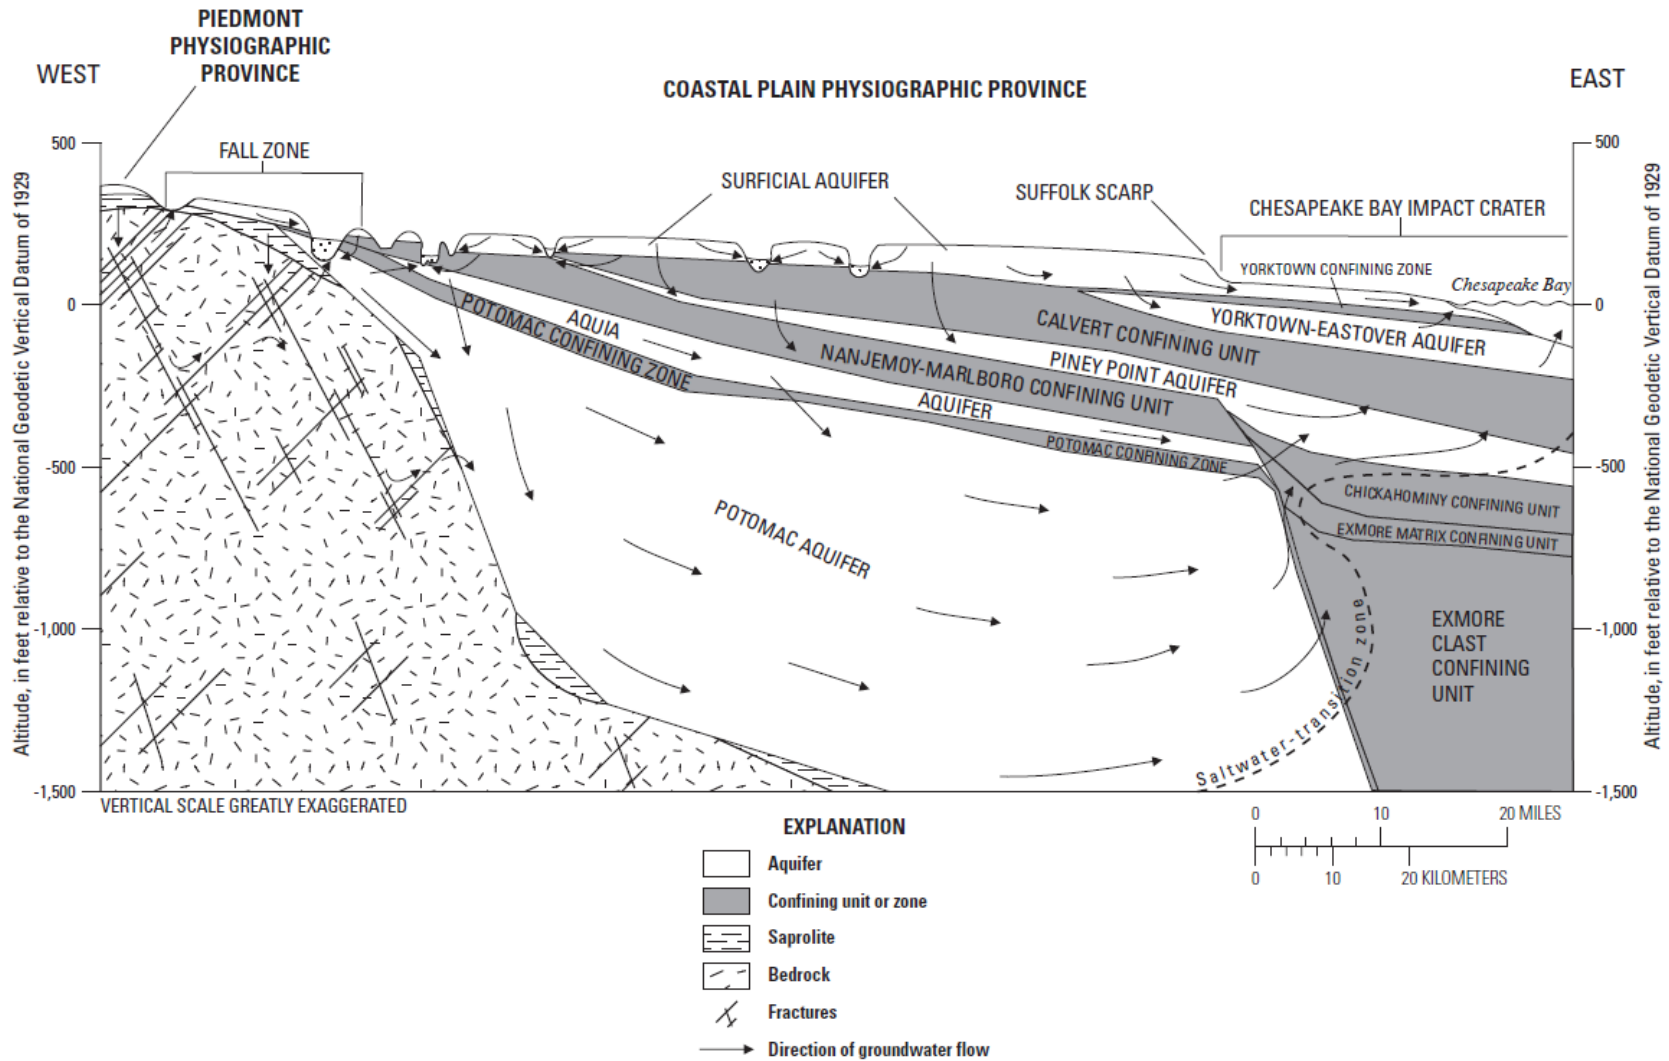 PIEDMONT
PHYSIOGRAPHIC
PROVINCE
WEST
EAST
COASTAL PLAIN PHYSIOGRAPHIC PROVINCE
500
500
FALL ZONE
SURFICIAL AQUIFER
SUFFOLK SCARP
CHESAPEAKE BAY IMPACT CRATER
YORKTOWN CONFINING ZONE
Chesapeake Bay
0
0
YORKTOWN-EASTOVER AQUIFER
AQUIA
POTOMAC CONFINING ZONE
CALVERT CONFINING UNIT
NANJEMOY-MARLBORO CONFINING UNIT
PINEY POINT AQUIFER
AQUIFER
POTOMAC CONFINING ZONE
-500
-500
CHICKAHOMINY CONFINING UNIT
EXMORE MATRIX CONFINING UNIT
POTOMAC AQUIFER
-1,000
-1,000
EXMORE
CLAST
CONFINING
UNIT
Saltwater-transition zone
-1,500
-1,500
Altitude, in feet relative to the National Geodetic Vertical Datum of 1929
Altitude, in feet relative to the National Geodetic Vertical Datum of 1929
VERTICAL SCALE GREATLY EXAGGERATED
0 10 20 MILES
0 10 20 KILOMETERS
EXPLANATION
Aquifer
Confining unit or zone
Saprolite
Bedrock
Fractures
Direction of groundwater flow